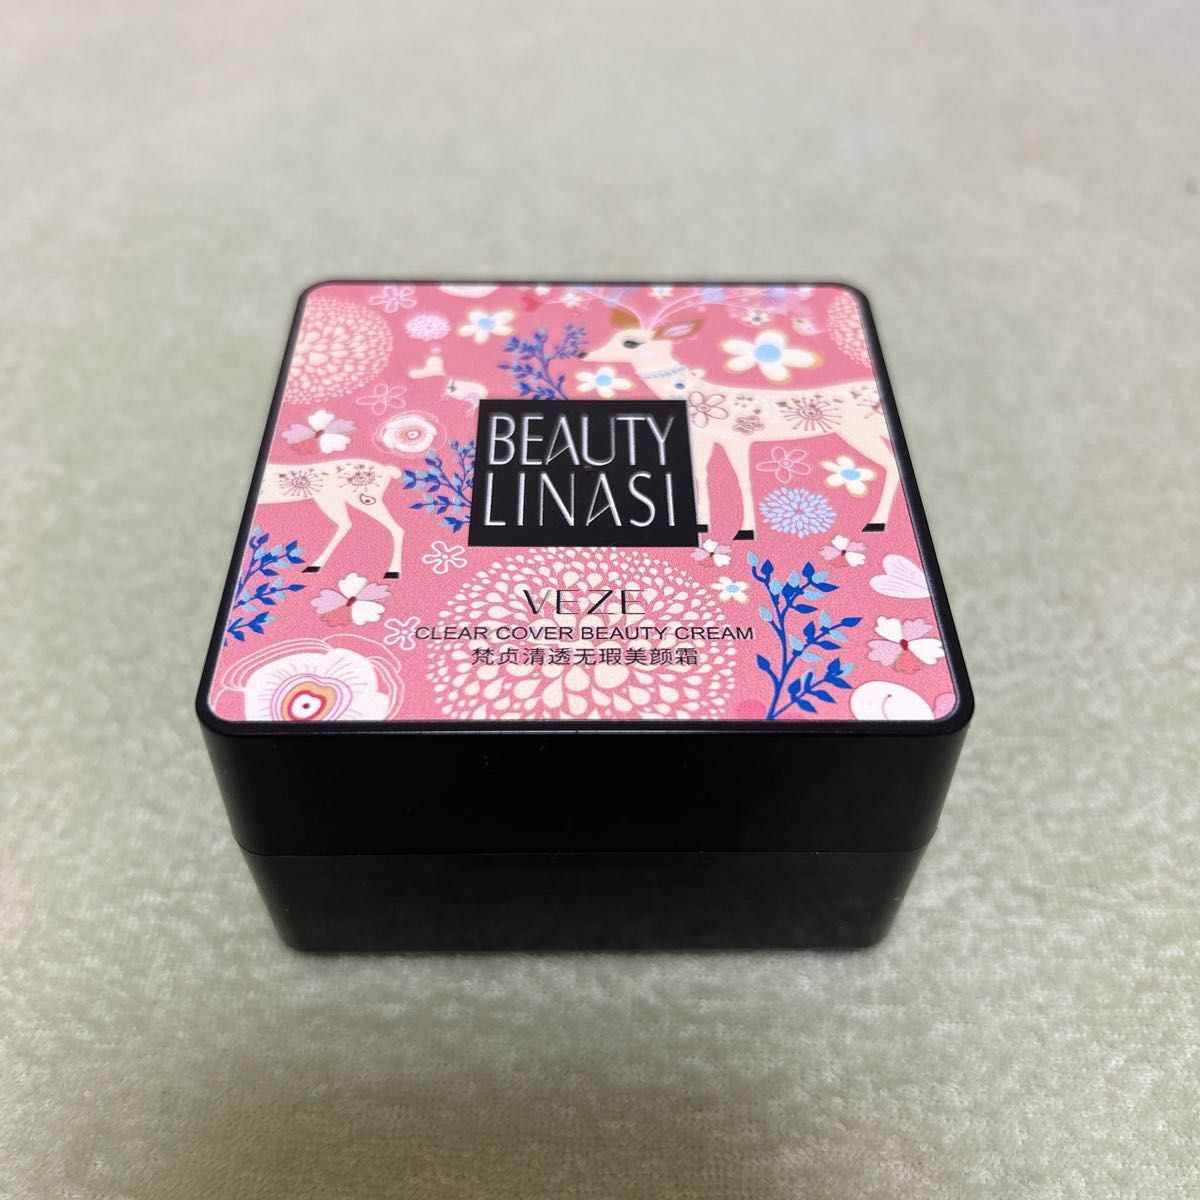 BEAUTY
LINASI
VEZE
CLEAR COVER BEAUTY CREAM
梵贞清透无瑕美颜霜